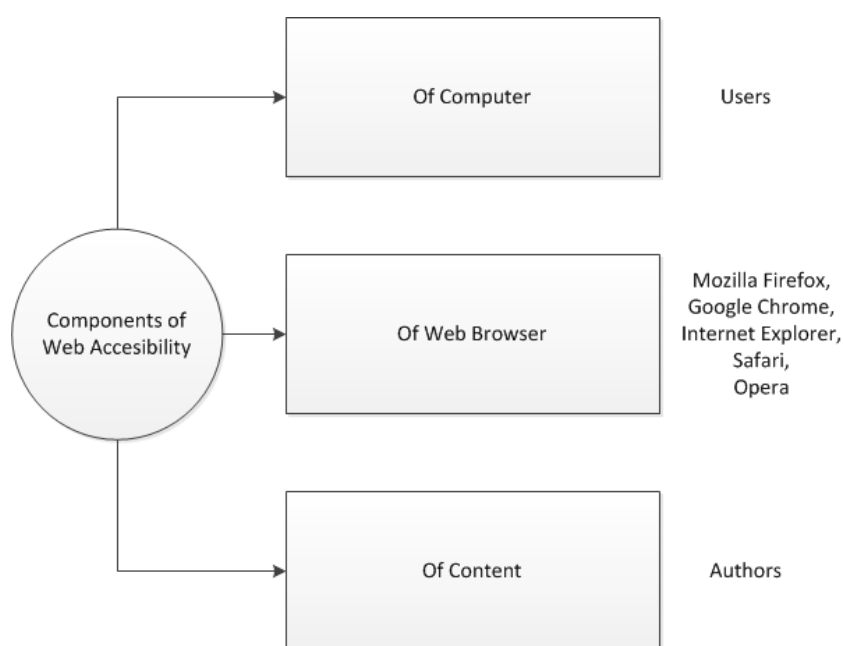 Of Computer
Users
Components of
Web Accesibility
Of Web Browser
Mozilla Firefox,
Google Chrome,
Internet Explorer,
Safari,
Opera
Of Content
Authors